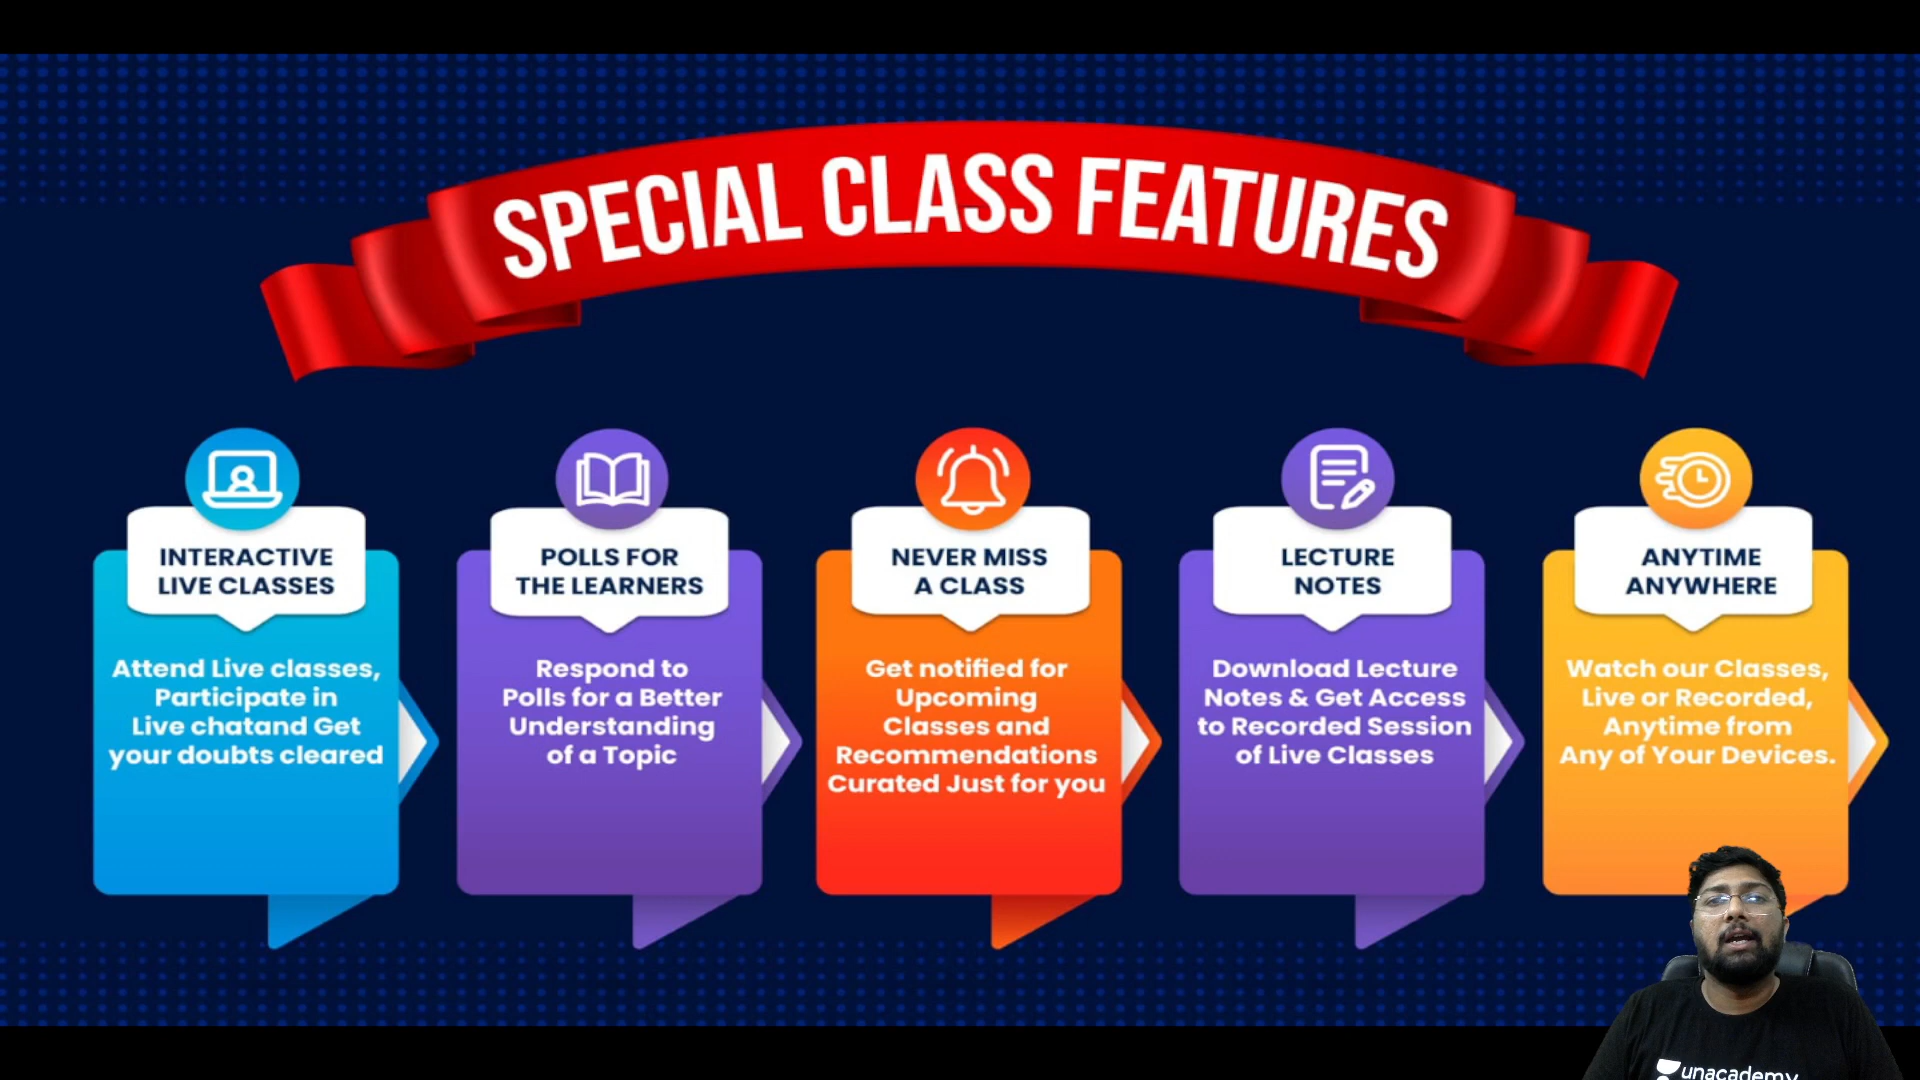 SPECIAL CLASS FEATURES
INTERACTIVE
LIVE CLASSES
Attend Live classes,
Participate in
Live chatand Get
your doubts cleared
POLLS FOR
THE LEARNERS
Respond to
Polls for a Better
Understanding
of a Topic
NEVER MISS
A CLASS
Get notified for
Upcoming
Classes and
Recommendations
Curated Just for you
LECTURE
NOTES
Download Lecture
Notes & Get Access
to Recorded Session
of Live Classes
ANYTIME
ANYWHERE
Watch our Classes,
Live or Recorded,
Anytime from
Any of Your Devices.
unacademy